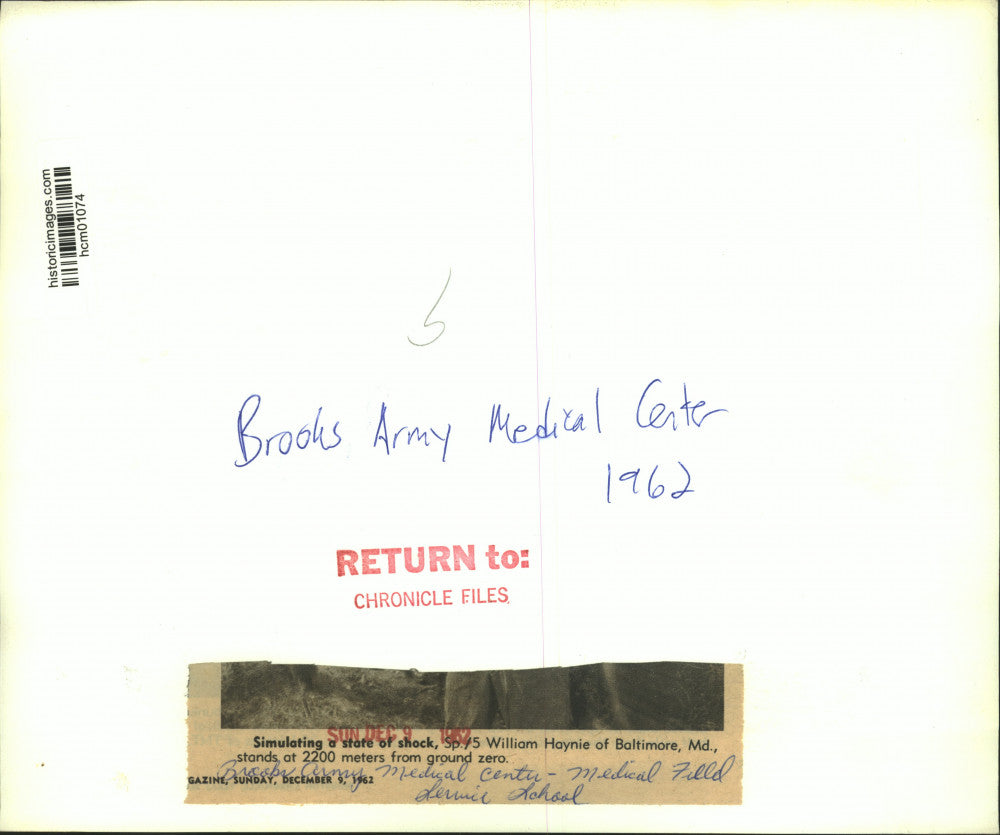 historicimages.com
hcm01074
5
Brooks Army Medical Center
1962
RETURN to:
CHRONICLE FILES
SUN DEC 9 1962
Simulating a state of shock, Sp./5 William Haynie of Baltimore, Md.,
stands at 2200 meters from ground zero.
Brooks Army Medical Center - Medical Field
GAZINE, SUNDAY, DECEMBER 9, 1962
Service School